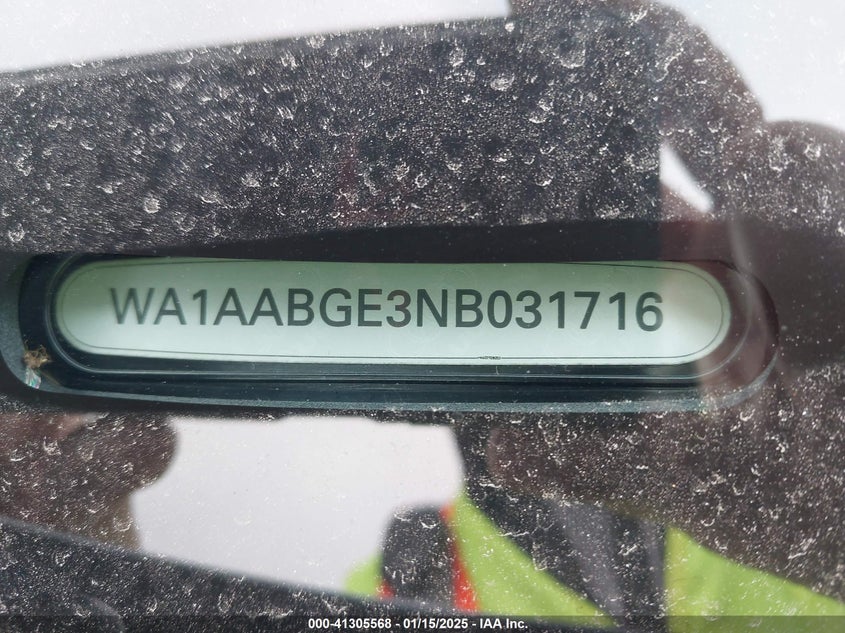 WA1AABGE3NB031716
000-41305568 - 01/15/2025 - IAA Inc.